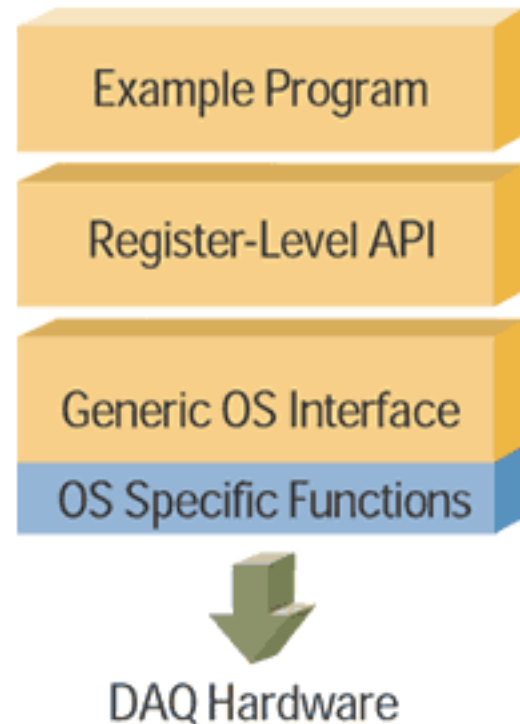 Example Program
Register-Level API
Generic OS Interface
OS Specific Functions
DAQ Hardware